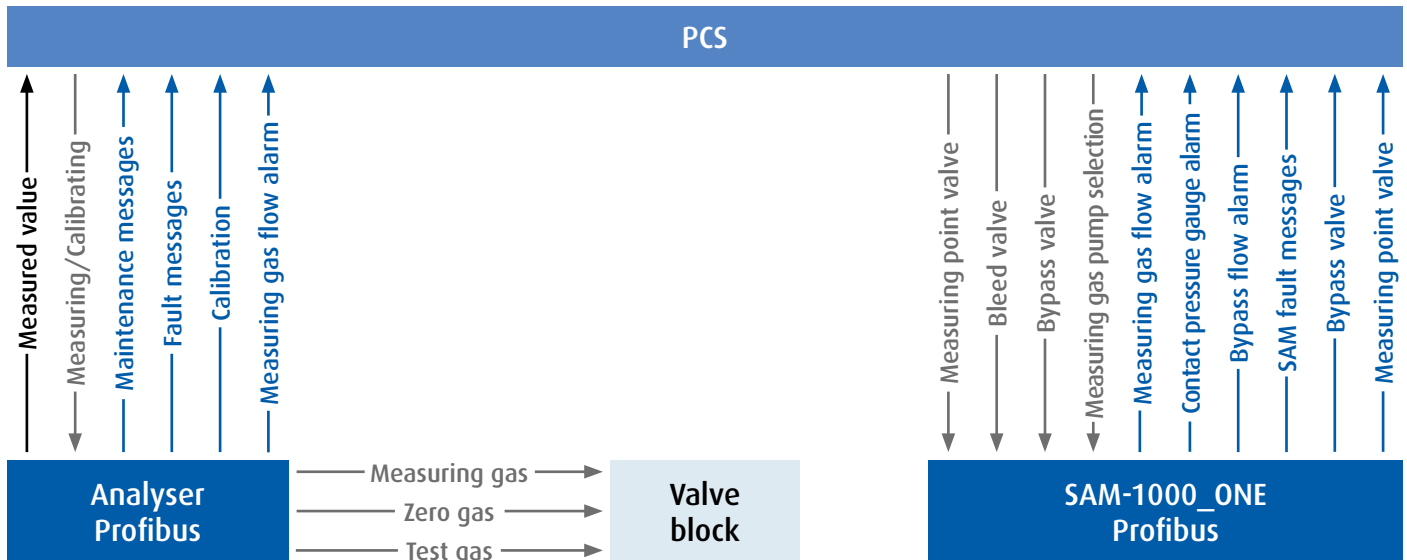 PCS
Measured value
Measuring/Calibrating
Maintenance messages
Fault messages
Calibration
Measuring gas flow alarm
Measuring point valve
Bleed valve
Bypass valve
Measuring gas pump selection
Measuring gas flow alarm
Contact pressure gauge alarm
Bypass flow alarm
SAM fault messages
Bypass valve
Measuring point valve
Analyser
Profibus
Measuring gas
Zero gas
Test gas
Valve
block
SAM-1000_ONE
Profibus